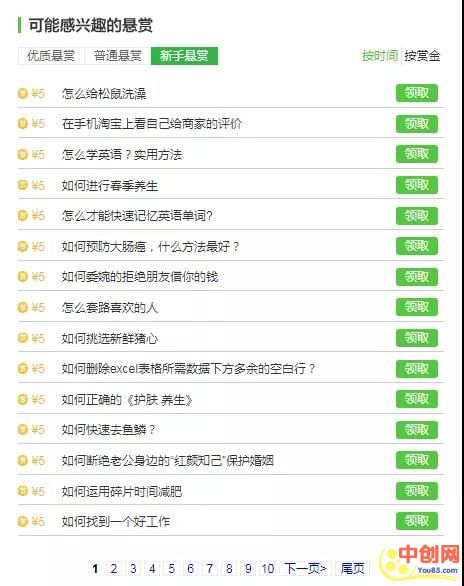 可能感兴趣的悬赏
优质悬赏 普通悬赏 新手悬赏 按时间 按赏金
¥5 怎么给松鼠洗澡 领取
¥5 在手机淘宝上看自己给商家的评价 领取
¥5 怎么学英语？实用方法 领取
¥5 如何进行春季养生 领取
¥5 怎么才能快速记忆英语单词? 领取
¥5 如何预防大肠癌，什么方法最好？ 领取
¥5 如何委婉的拒绝朋友借你的钱 领取
¥5 怎么套路喜欢的人 领取
¥5 如何挑选新鲜猪心 领取
¥5 如何删除excel表格所需数据下方多余的空白行？ 领取
¥5 如何正确的《护肤 养生》 领取
¥5 如何快速去鱼鳞？ 领取
¥5 如何断绝老公身边的“红颜知己”保护婚姻 领取
¥5 如何运用碎片时间减肥 领取
¥5 如何找到一个好工作 领取
1 2 3 4 5 6 7 8 9 10 下一页> 尾页
中创网
You85.com